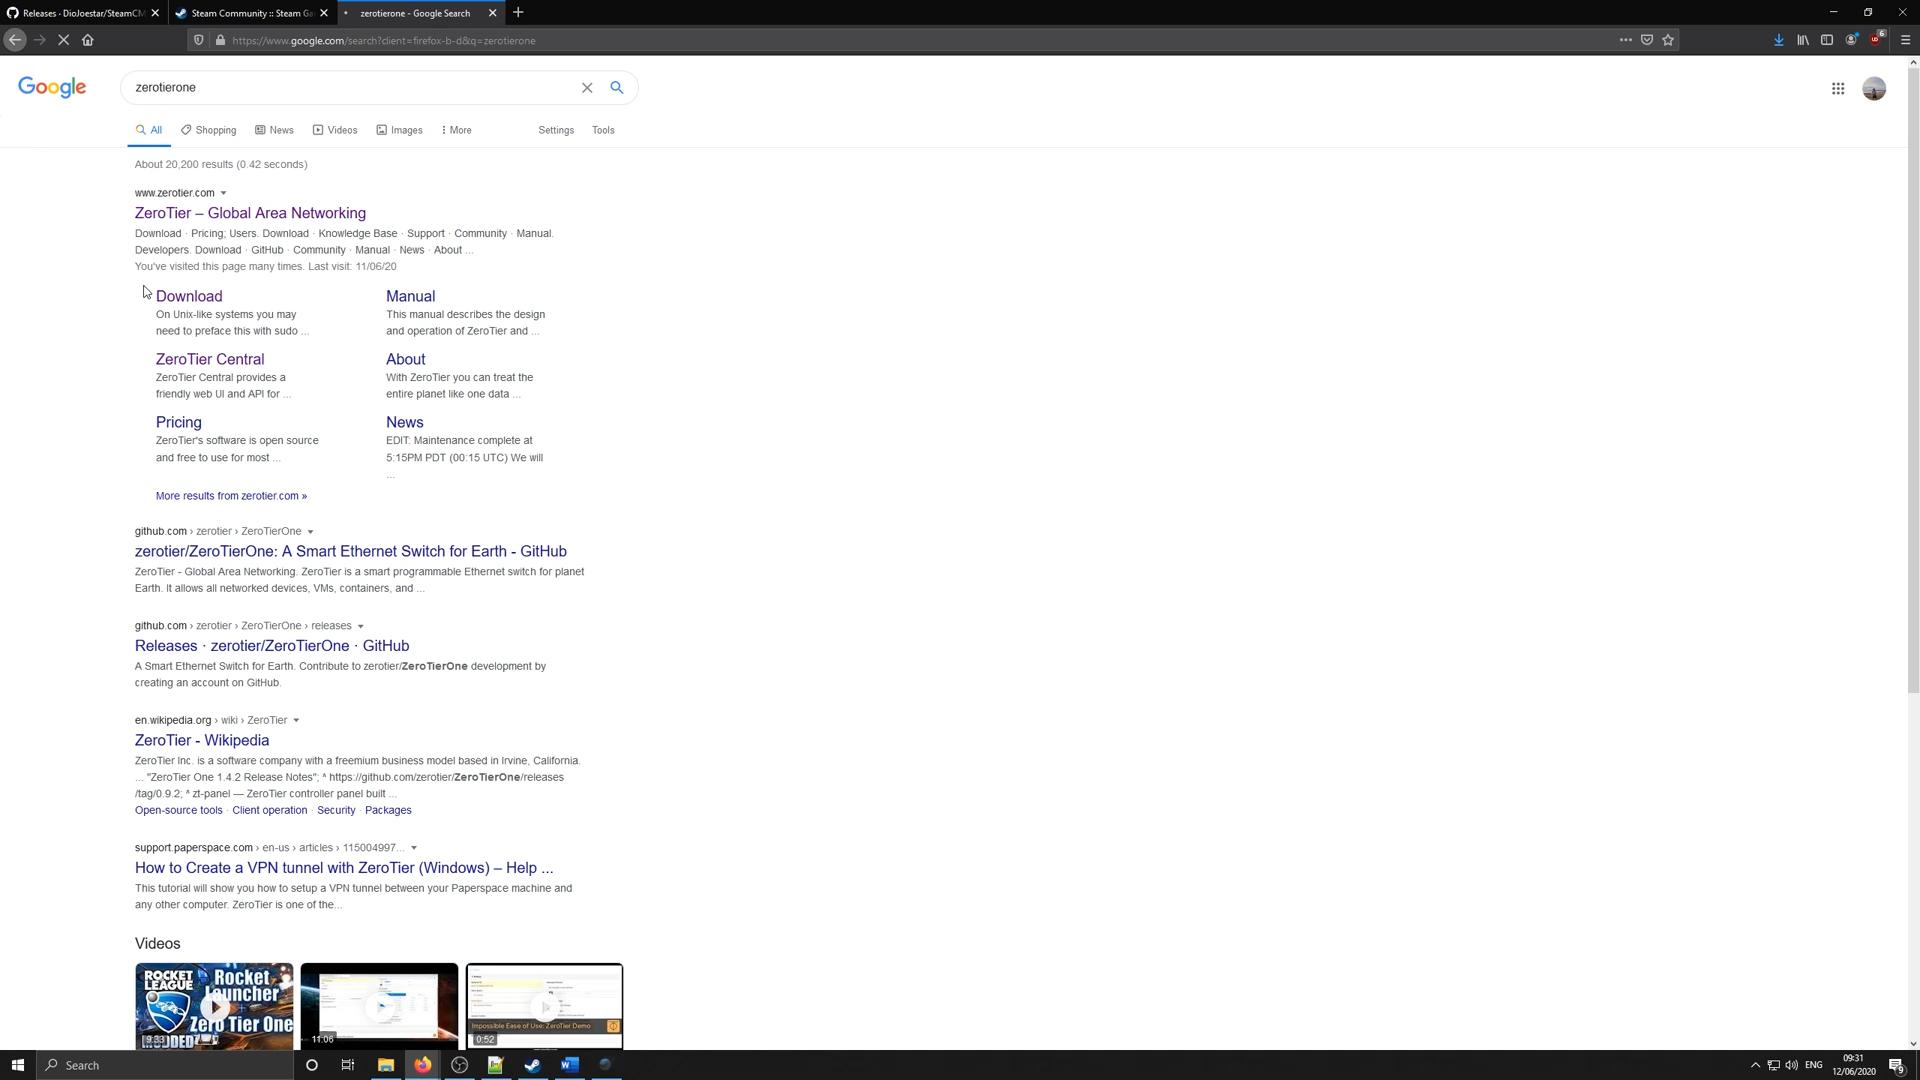 Releases · DioJoestar/SteamCM
Steam Community :: Steam Ga
zerotierone - Google Search
https://www.google.com/search?client=firefox-b-d&q=zerotierone
6
Google
zerotierone
All
Shopping
News
Videos
Images
More
Settings
Tools
About 20,200 results (0.42 seconds)
www.zerotier.com
ZeroTier – Global Area Networking
Download · Pricing; Users. Download · Knowledge Base · Support · Community · Manual.
Developers. Download · GitHub · Community · Manual · News · About ...
You've visited this page many times. Last visit: 11/06/20
Download
On Unix-like systems you may
need to preface this with sudo ...
Manual
This manual describes the design
and operation of ZeroTier and ...
ZeroTier Central
ZeroTier Central provides a
friendly web UI and API for ...
About
With ZeroTier you can treat the
entire planet like one data ...
Pricing
ZeroTier's software is open source
and free to use for most ...
News
EDIT: Maintenance complete at
5:15PM PDT (00:15 UTC) We will
...
More results from zerotier.com »
github.com › zerotier › ZeroTierOne
zerotier/ZeroTierOne: A Smart Ethernet Switch for Earth - GitHub
ZeroTier - Global Area Networking. ZeroTier is a smart programmable Ethernet switch for planet
Earth. It allows all networked devices, VMs, containers, and ...
github.com › zerotier › ZeroTierOne › releases
Releases · zerotier/ZeroTierOne · GitHub
A Smart Ethernet Switch for Earth. Contribute to zerotier/ZeroTierOne development by
creating an account on GitHub.
en.wikipedia.org › wiki › ZeroTier
ZeroTier - Wikipedia
ZeroTier Inc. is a software company with a freemium business model based in Irvine, California.
... "ZeroTier One 1.4.2 Release Notes"; ^ https://github.com/zerotier/ZeroTierOne/releases
/tag/0.9.2; ^ zt-panel — ZeroTier controller panel built ...
Open-source tools · Client operation · Security · Packages
support.paperspace.com › en-us › articles › 115004997...
How to Create a VPN tunnel with ZeroTier (Windows) – Help ...
This tutorial will show you how to setup a VPN tunnel between your Paperspace machine and
any other computer. ZeroTier is one of the...
Videos
ROCKET LEAGUE
Rocket
Launcher
Zero Tier One
MODDED
9:33
11:06
Impossible Ease of Use: ZeroTier Demo
0:52
Search
ENG
09:31
12/06/2020
9